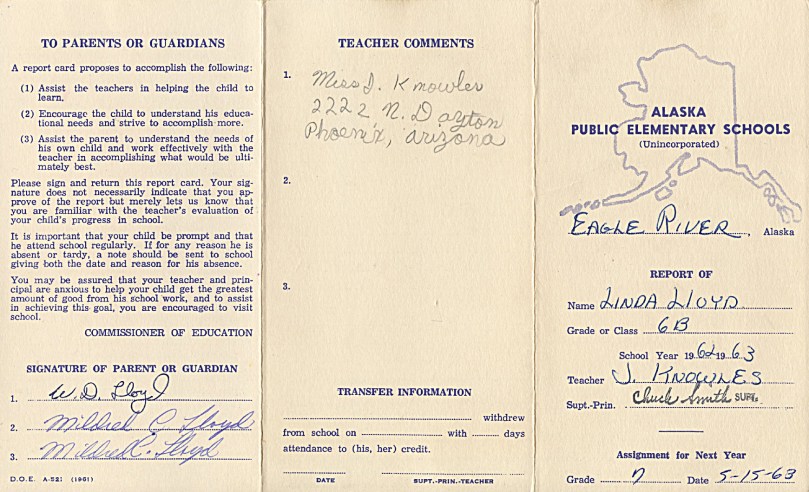 TO PARENTS OR GUARDIANS
A report card proposes to accomplish the following:
(1) Assist the teachers in helping the child to
learn.
(2) Encourage the child to understand his educa-
tional needs and strive to accomplish more.
(3) Assist the parent to understand the needs of
his own child and work effectively with the
teacher in accomplishing what would be ulti-
mately best.
Please sign and return this report card. Your sig-
nature does not necessarily indicate that you ap-
prove of the report but merely lets us know that
you are familiar with the teacher's evaluation of
your child's progress in school.
It is important that your child be prompt and that
he attend school regularly. If for any reason he is
absent or tardy, a note should be sent to school
giving both the date and reason for his absence.
You may be assured that your teacher and prin-
cipal are anxious to help your child get the greatest
amount of good from his school work, and to assist
in achieving this goal, you are encouraged to visit
school.
COMMISSIONER OF EDUCATION
SIGNATURE OF PARENT OR GUARDIAN
1. W. D. Lloyd
2. Mildred C. Lloyd
3. Mildred C. Lloyd
D.O.E. A-521 (1961)
TEACHER COMMENTS
1. Miss J. Knowles
2222 N. Dayton
Phoenix, Arizona
2.
3.
TRANSFER INFORMATION
withdrew
from school on with days
attendance to (his, her) credit.
DATE SUPT.-PRIN.-TEACHER
ALASKA
PUBLIC ELEMENTARY SCHOOLS
(Unincorporated)
EAGLE RIVER, Alaska
REPORT OF
Name LINDA LLOYD
Grade or Class 6B
School Year 1962 1963
Teacher J. KNOWLES
Supt.-Prin. Chuck Smith SUPT.
Assignment for Next Year
Grade 7 Date 5-15-63